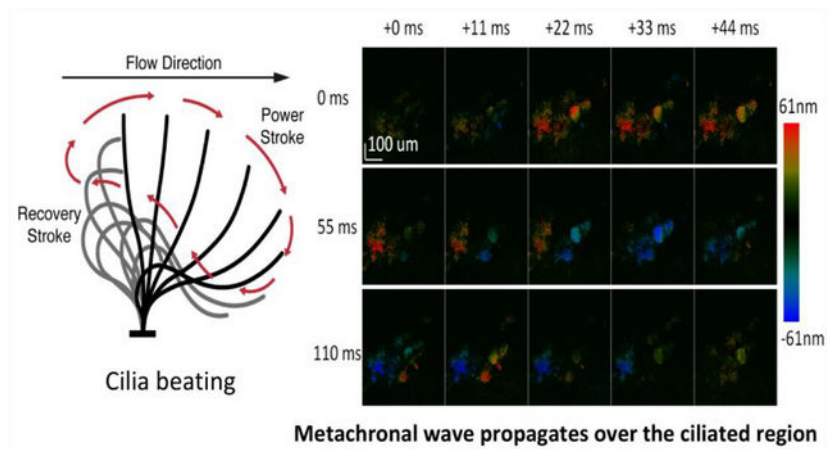 +0 ms +11 ms +22 ms +33 ms +44 ms
Flow Direction
Power
Stroke
Recovery
Stroke
Cilia beating
0 ms
100 um
55 ms
110 ms
61nm
-61nm
Metachronal wave propagates over the ciliated region